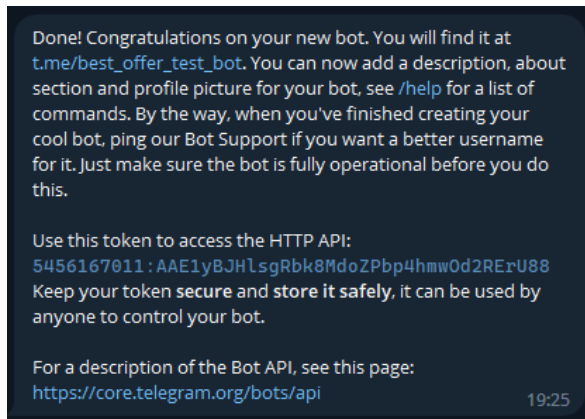 Done! Congratulations on your new bot. You will find it at
t.me/best_offer_test_bot. You can now add a description, about
section and profile picture for your bot, see /help for a list of
commands. By the way, when you've finished creating your
cool bot, ping our Bot Support if you want a better username
for it. Just make sure the bot is fully operational before you do
this.
Use this token to access the HTTP API:
5456167011:AAE1yBJHlsgRbk8MdoZPbp4hmwOd2RErU88
Keep your token secure and store it safely, it can be used by
anyone to control your bot.
For a description of the Bot API, see this page:
https://core.telegram.org/bots/api
19:25